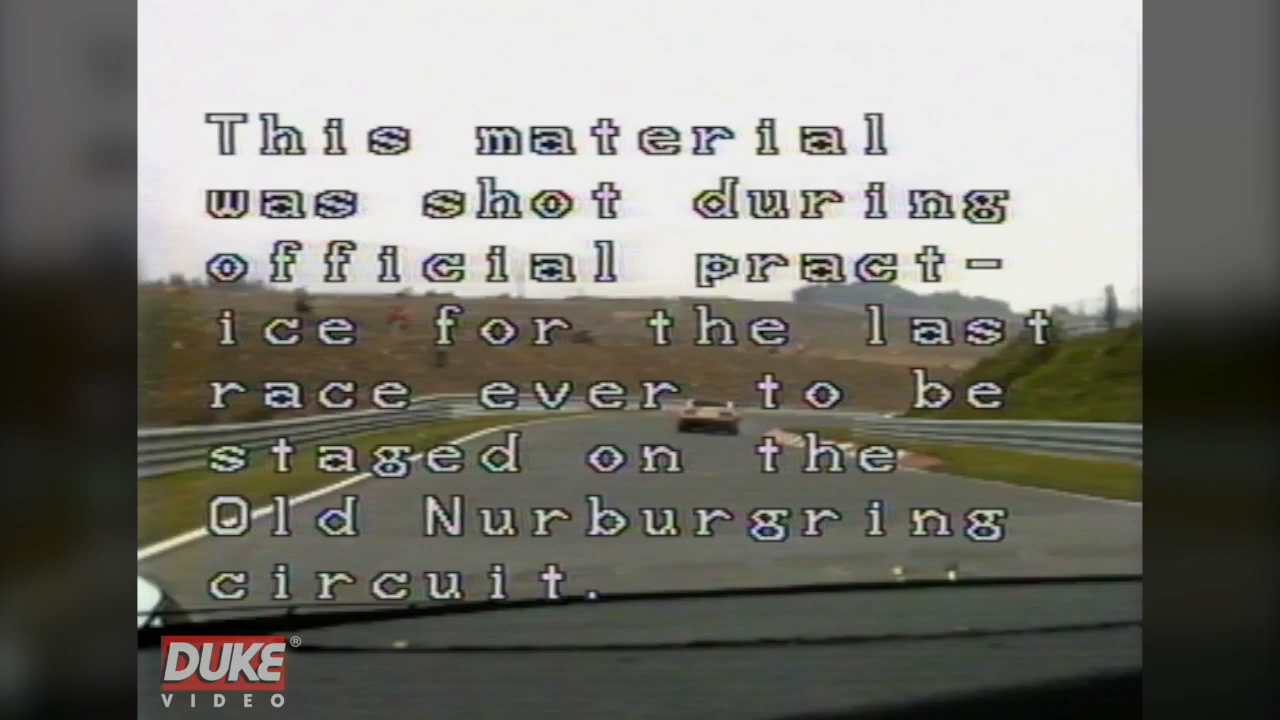 This material
was shot during
official pract-
ice for the last
race ever to be
staged on the
Old Nurburgring
circuit.
DUKE®
VIDEO